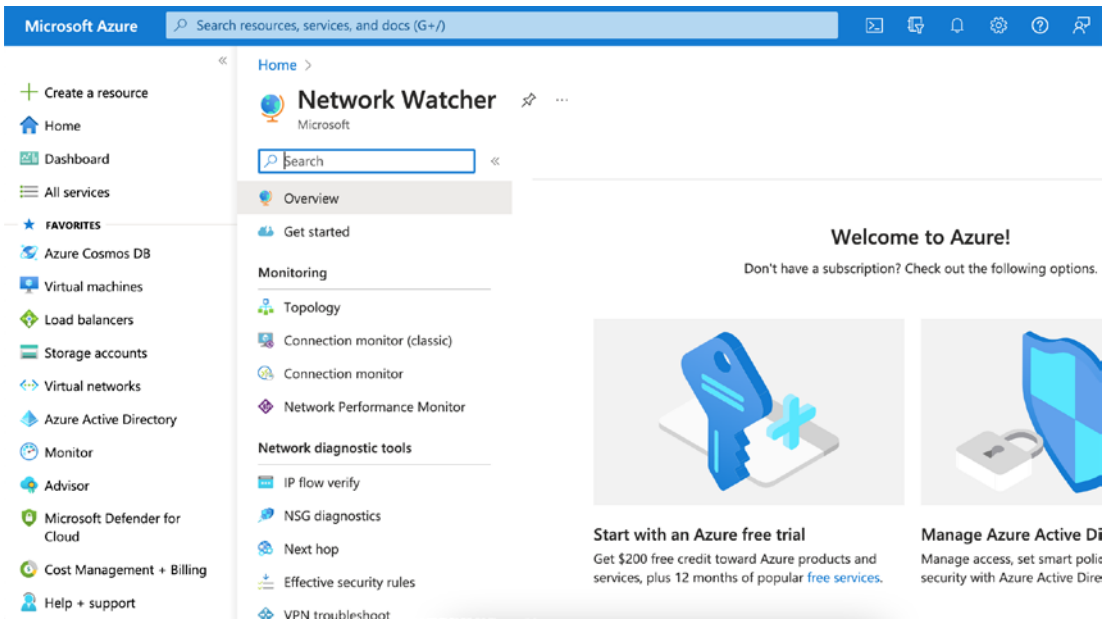 Microsoft Azure
Search resources, services, and docs (G+/)
Create a resource
Home
Dashboard
All services
FAVORITES
Azure Cosmos DB
Virtual machines
Load balancers
Storage accounts
Virtual networks
Azure Active Directory
Monitor
Advisor
Microsoft Defender for
Cloud
Cost Management + Billing
Help + support
Home >
Network Watcher
Microsoft
Search
Overview
Get started
Monitoring
Topology
Connection monitor (classic)
Connection monitor
Network Performance Monitor
Network diagnostic tools
IP flow verify
NSG diagnostics
Next hop
Effective security rules
VPN troubleshoot
Welcome to Azure!
Don't have a subscription? Check out the following options.
Start with an Azure free trial
Get $200 free credit toward Azure products and
services, plus 12 months of popular free services.
Manage Azure Active Di
Manage access, set smart polic
security with Azure Active Dire